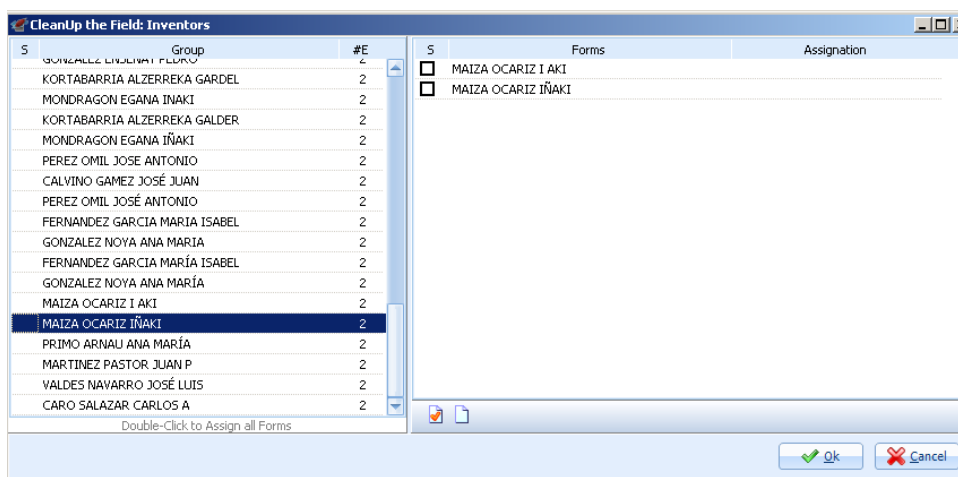 CleanUp the Field: Inventors
S Group #E
GONZALEZ ENSENAT PEDRO 2
KORTABARRIA ALZERREKA GARDEL 2
MONDRAGON EGANA INAKI 2
KORTABARRIA ALZERREKA GALDER 2
MONDRAGON EGANA IÑAKI 2
PEREZ OMIL JOSE ANTONIO 2
CALVINO GAMEZ JOSÉ JUAN 2
PEREZ OMIL JOSÉ ANTONIO 2
FERNANDEZ GARCIA MARIA ISABEL 2
GONZALEZ NOYA ANA MARIA 2
FERNANDEZ GARCIA MARÍA ISABEL 2
GONZALEZ NOYA ANA MARÍA 2
MAIZA OCARIZ I AKI 2
MAIZA OCARIZ IÑAKI 2
PRIMO ARNAU ANA MARÍA 2
MARTINEZ PASTOR JUAN P 2
VALDES NAVARRO JOSÉ LUIS 2
CARO SALAZAR CARLOS A 2
Double-Click to Assign all Forms
S Forms Assignation
MAIZA OCARIZ I AKI
MAIZA OCARIZ IÑAKI
Ok
Cancel